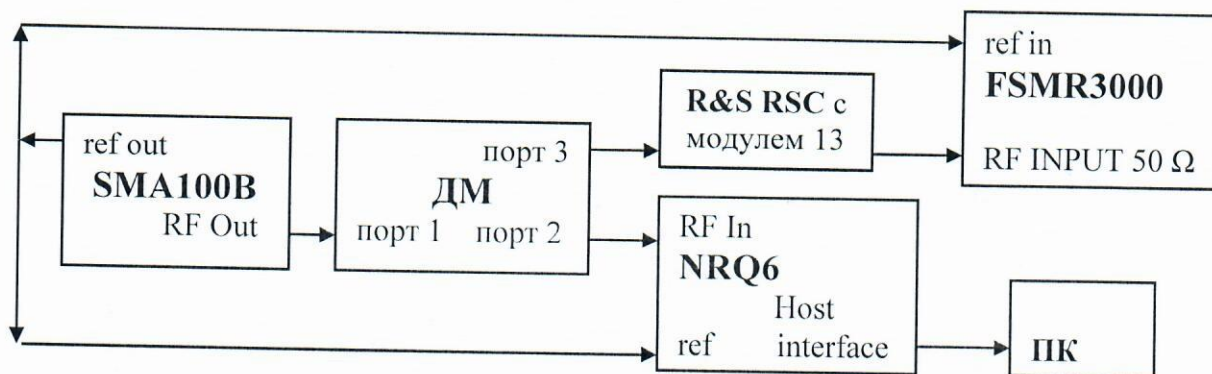 ref in
FSMR3000
RF INPUT 50 Ω
R&S RSC с
модулем 13
ref out
SMA100B
RF Out
порт 3
ДМ
порт 1 порт 2
RF In
NRQ6
Host
ref interface
ПК